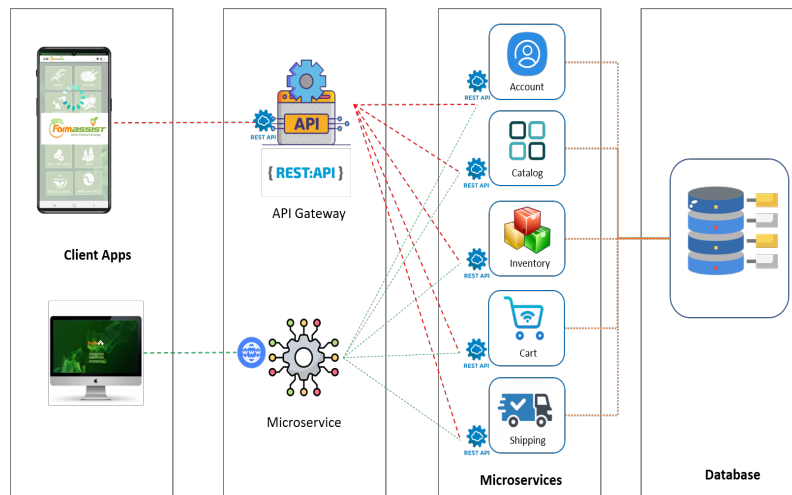 Farmassist
Client Apps
REST API
API
{ REST:API }
API Gateway
WWW
Microservice
REST API
Account
REST API
Catalog
REST API
Inventory
REST API
Cart
REST API
Shipping
Microservices
Database